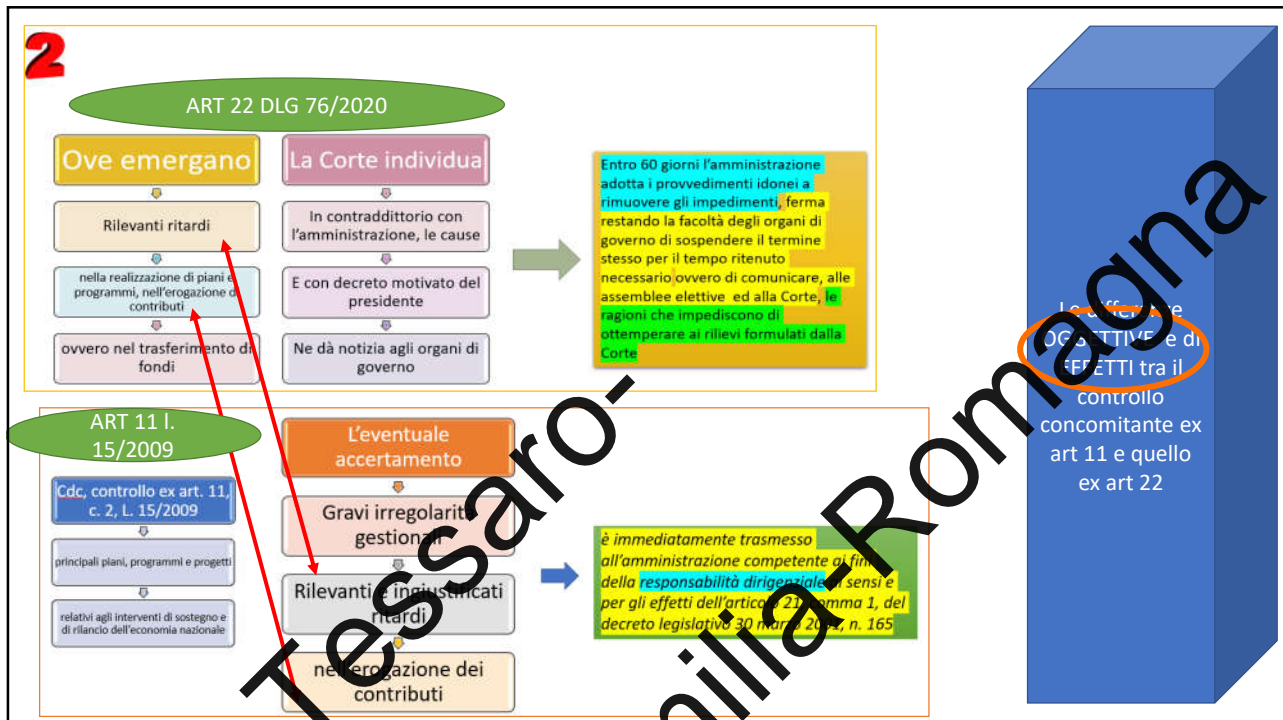 2
ART 22 DLG 76/2020
Ove emergano
Rilevanti ritardi
nella realizzazione di piani e
programmi, nell'erogazione di
contributi
ovvero nel trasferimento di
fondi
La Corte individua
In contraddittorio con
l'amministrazione, le cause
E con decreto motivato del
presidente
Ne dà notizia agli organi di
governo
Entro 60 giorni l'amministrazione
adotta i provvedimenti idonei a
rimuovere gli impedimenti, ferma
restando la facoltà degli organi di
governo di sospendere il termine
stesso per il tempo ritenuto
necessario ovvero di comunicare, alle
assemblee elettive ed alla Corte, le
ragioni che impediscono di
ottemperare ai rilievi formulati dalla
Corte
ART 11 l.
15/2009
Cdc, controllo ex art. 11,
c. 2, L. 15/2009
principali piani, programmi e progetti
relativi agli interventi di sostegno e
di rilancio dell'economia nazionale
L'eventuale
accertamento
Gravi irregolarità
gestionali
Rilevanti e ingiustificati
ritardi
nell'erogazione dei
contributi
è immediatamente trasmesso
all'amministrazione competente ai fini
della responsabilità dirigenziale ai sensi e
per gli effetti dell'articolo 21, comma 1, del
decreto legislativo 30 marzo 2001, n. 165
Le differenze
OGGETTIVE e di
EFFETTI tra il
controllo
concomitante ex
art 11 e quello
ex art 22
Tessaro-
milia-Romagna